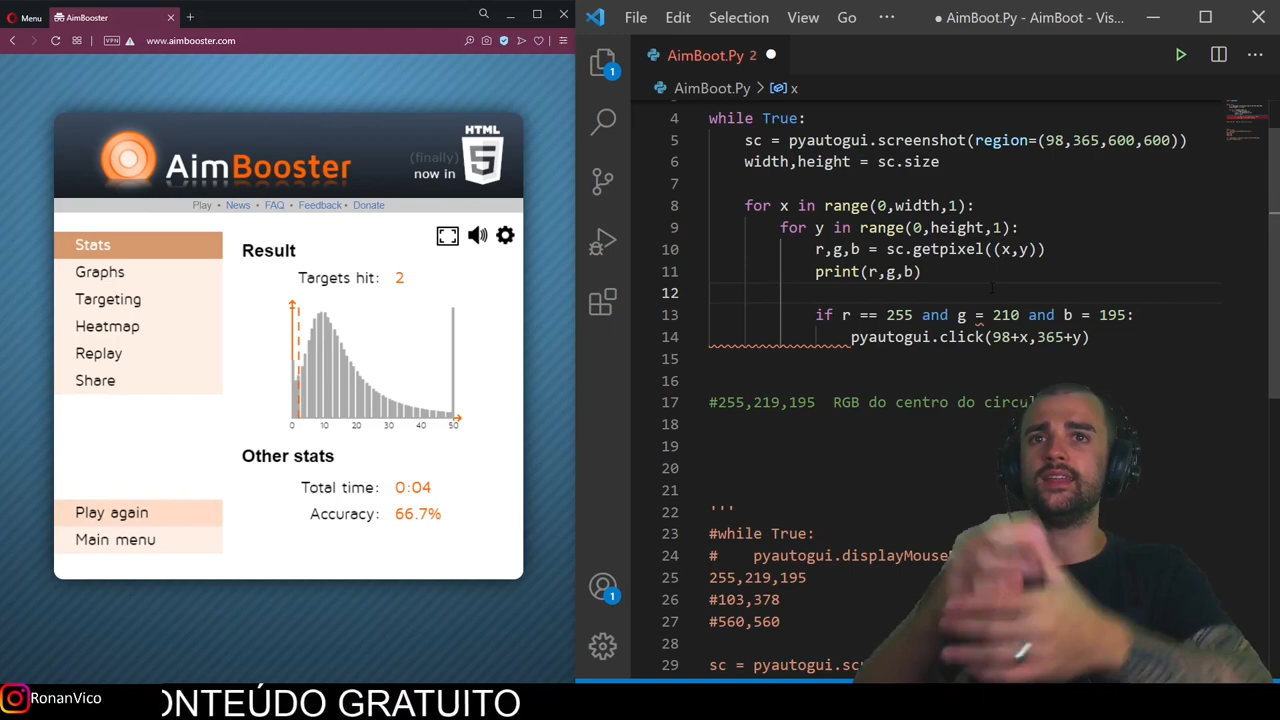 Menu
AimBooster
www.aimbooster.com
VPN
AimBooster
(finally)
now in
HTML
5
Play
News
FAQ
Feedback
Donate
Stats
Graphs
Targeting
Heatmap
Replay
Share
Play again
Main menu
Result
Targets hit: 2
0 10 20 30 40 50
Other stats
Total time: 0:04
Accuracy: 66.7%
File Edit Selection View Go ··· ● AimBoot.Py - AimBoot - Vis...
AimBoot.Py 2
AimBoot.Py > x
1
1
4 while True:
5 sc = pyautogui.screenshot(region=(98,365,600,600))
6 width,height = sc.size
7
8 for x in range(0,width,1):
9 for y in range(0,height,1):
10 r,g,b = sc.getpixel((x,y))
11 print(r,g,b)
12
13 if r == 255 and g = 210 and b = 195:
14 pyautogui.click(98+x,365+y)
15
16
17 #255,219,195 RGB do centro do circu
18
19
20
21
22 '''
23 #while True:
24 # pyautogui.displayMouse
25 255,219,195
26 #103,378
27 #560,560
28
29 sc = pyautogui.scr
RonanVico
ONTEÚDO GRATUITO